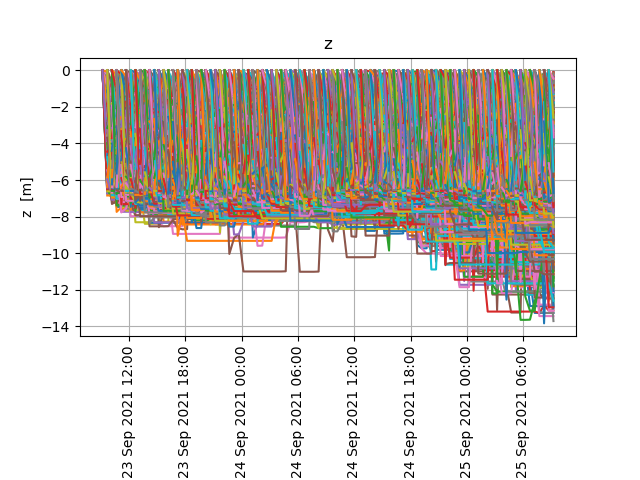 z
0
−2
−4
−6
−8
−10
−12
−14
z [m]
23 Sep 2021 12:00
23 Sep 2021 18:00
24 Sep 2021 00:00
24 Sep 2021 06:00
24 Sep 2021 12:00
24 Sep 2021 18:00
25 Sep 2021 00:00
25 Sep 2021 06:00